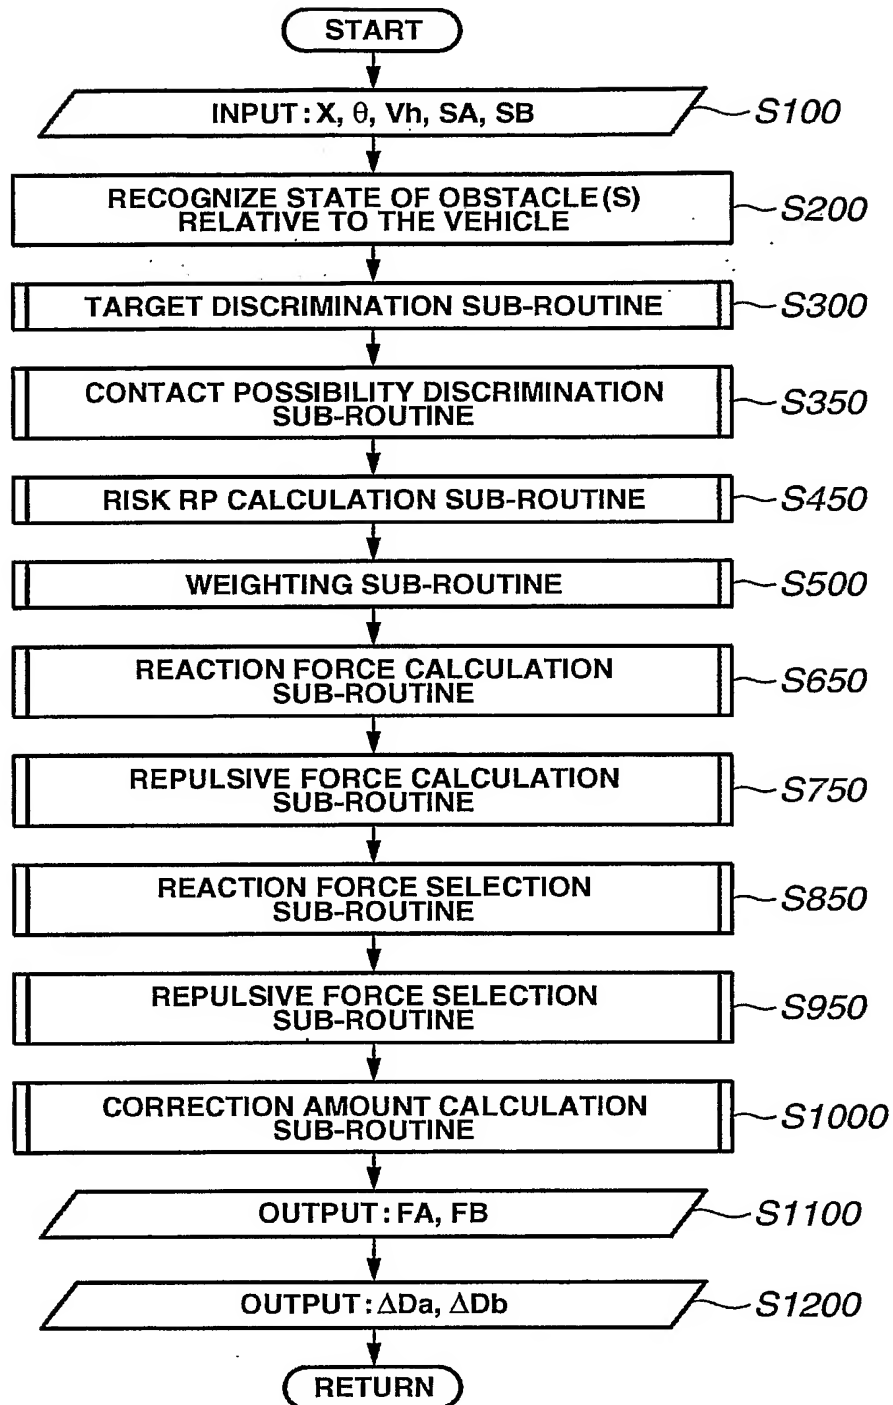 START
INPUT: X, θ, Vh, SA, SB
S100
RECOGNIZE STATE OF OBSTACLE(S)
RELATIVE TO THE VEHICLE
S200
TARGET DISCRIMINATION SUB-ROUTINE
S300
CONTACT POSSIBILITY DISCRIMINATION
SUB-ROUTINE
S350
RISK RP CALCULATION SUB-ROUTINE
S450
WEIGHTING SUB-ROUTINE
S500
REACTION FORCE CALCULATION
SUB-ROUTINE
S650
REPULSIVE FORCE CALCULATION
SUB-ROUTINE
S750
REACTION FORCE SELECTION
SUB-ROUTINE
S850
REPULSIVE FORCE SELECTION
SUB-ROUTINE
S950
CORRECTION AMOUNT CALCULATION
SUB-ROUTINE
S1000
OUTPUT: FA, FB
S1100
OUTPUT: ΔDa, ΔDb
S1200
RETURN